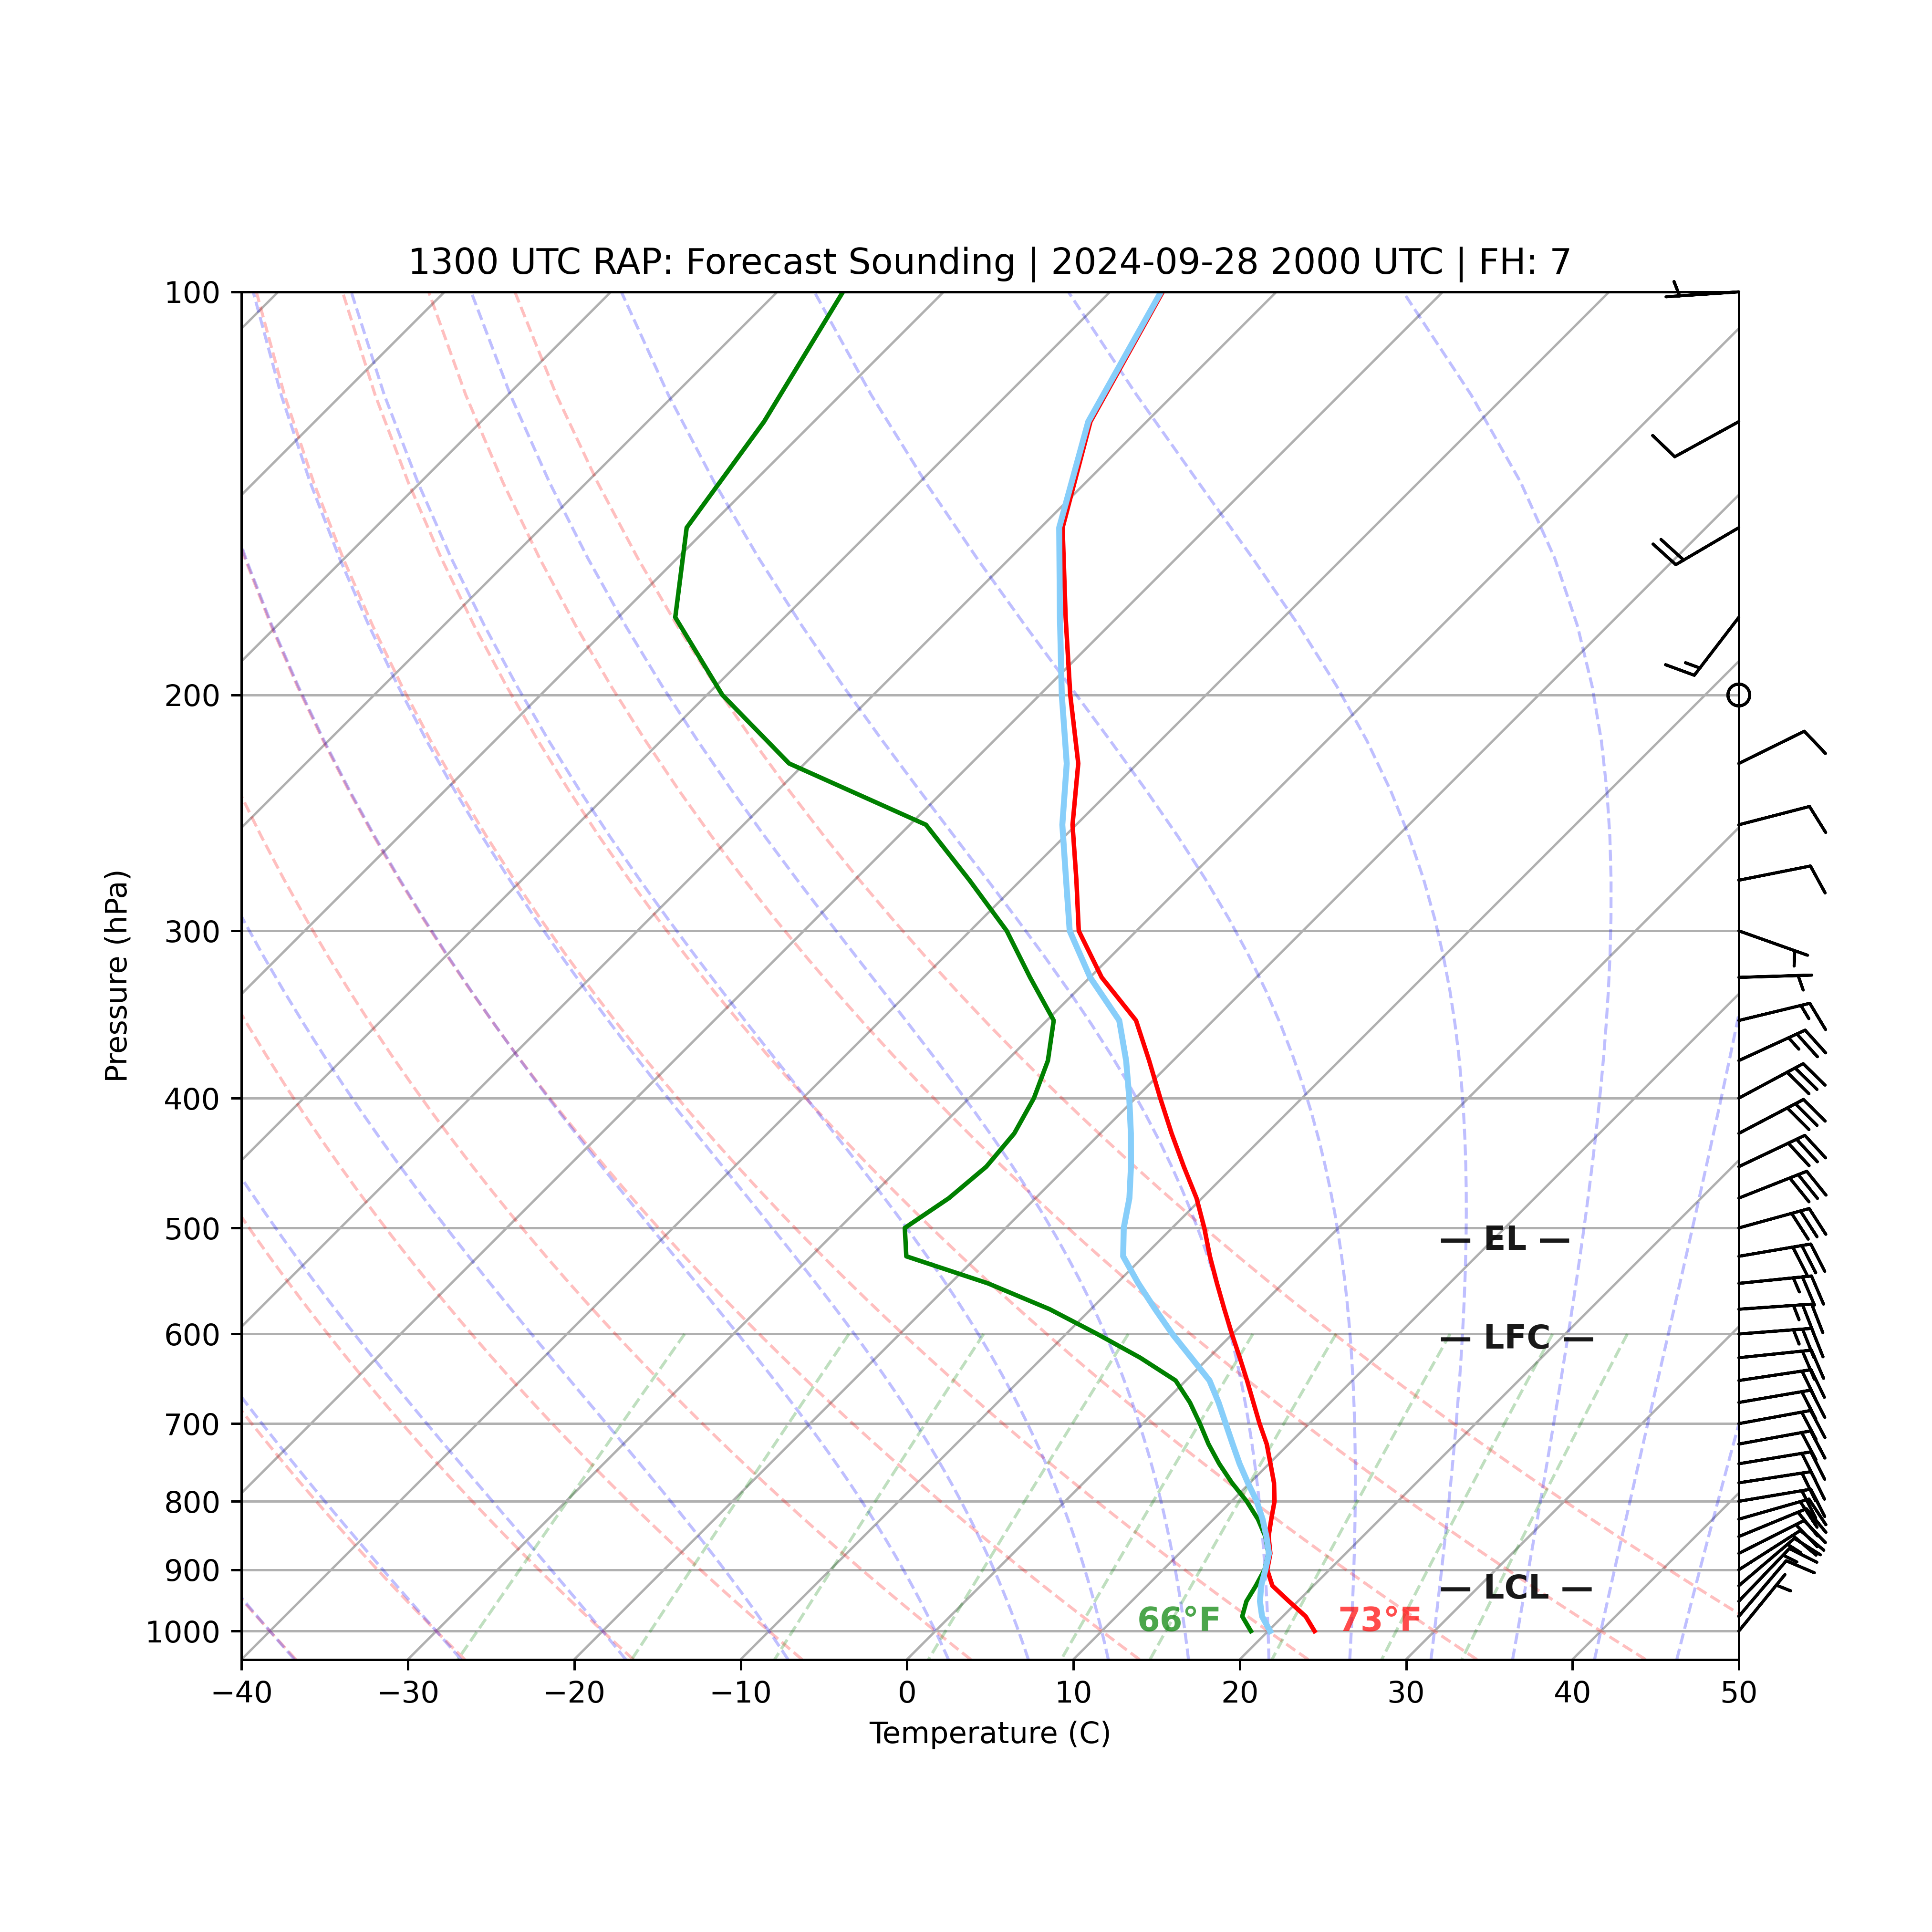 1300 UTC RAP: Forecast Sounding | 2024-09-28 2000 UTC | FH: 7
100
200
300
400
500
600
700
800
900
1000
Pressure (hPa)
— EL —
— LFC —
— LCL —
66°F 73°F
−40 −30 −20 −10 0 10 20 30 40 50
Temperature (C)